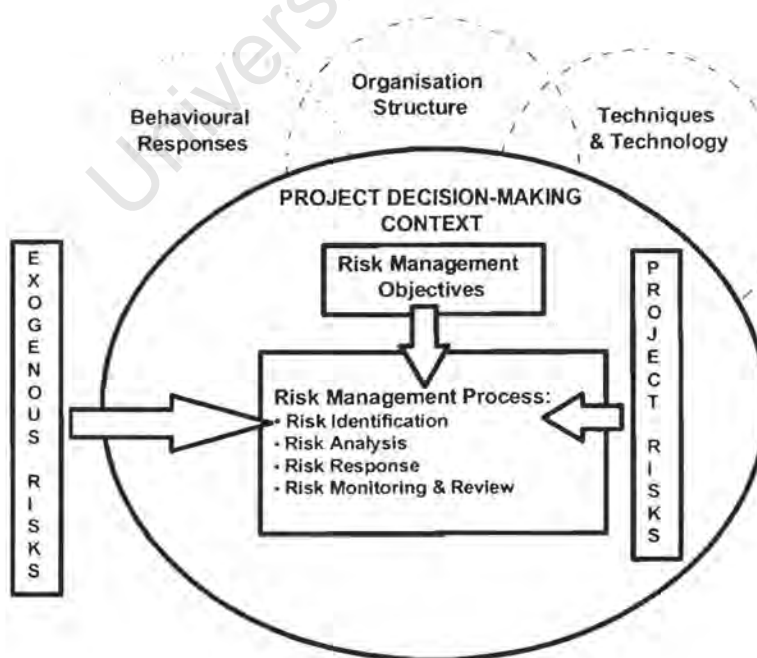 Univers
Organisation
Structure
Behavioural
Responses
Techniques
& Technology
PROJECT DECISION-MAKING
CONTEXT
Risk Management
Objectives
EXOGENOUS RISKS
PROJECT RISKS
Risk Management Process:
• Risk Identification
• Risk Analysis
• Risk Response
• Risk Monitoring & Review